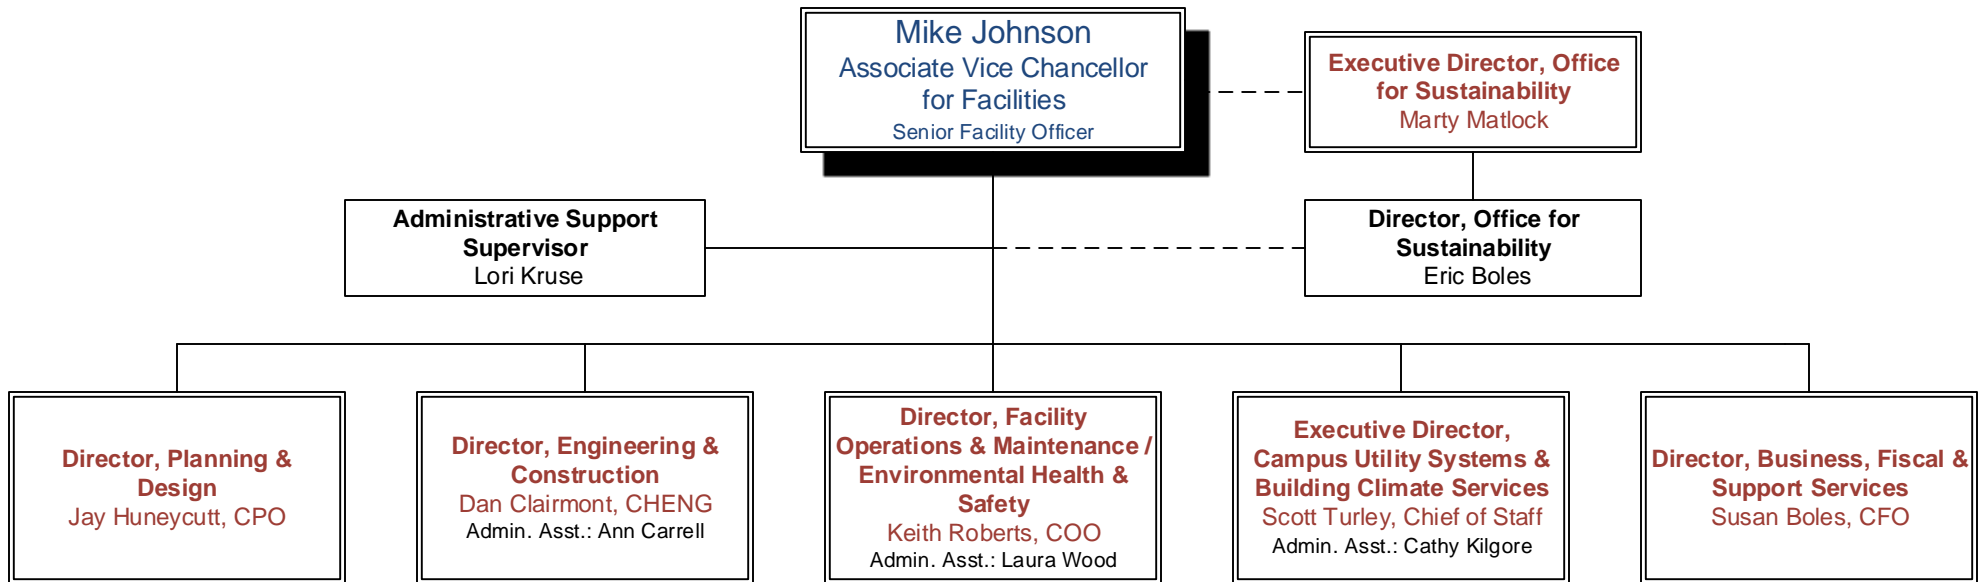 Mike Johnson
Associate Vice Chancellor
for Facilities
Senior Facility Officer
Executive Director, Office
for Sustainability
Marty Matlock
Administrative Support
Supervisor
Lori Kruse
Director, Office for
Sustainability
Eric Boles
Director, Planning &
Design
Jay Huneycutt, CPO
Director, Engineering &
Construction
Dan Clairmont, CHENG
Admin. Asst.: Ann Carrell
Director, Facility
Operations & Maintenance /
Environmental Health &
Safety
Keith Roberts, COO
Admin. Asst.: Laura Wood
Executive Director,
Campus Utility Systems &
Building Climate Services
Scott Turley, Chief of Staff
Admin. Asst.: Cathy Kilgore
Director, Business, Fiscal &
Support Services
Susan Boles, CFO